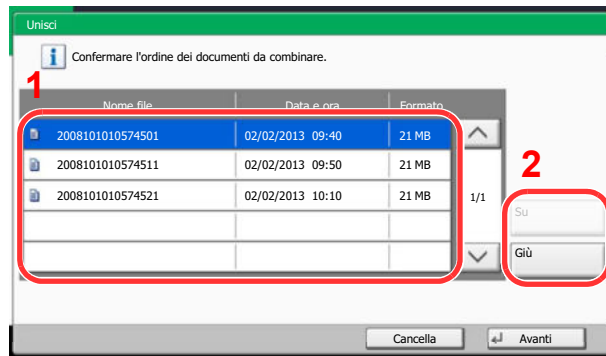 Unisci
Confermare l'ordine dei documenti da combinare.
1
Nome file Data e ora Formato
2008101010574501 02/02/2013 09:40 21 MB
2008101010574511 02/02/2013 09:50 21 MB
2008101010574521 02/02/2013 10:10 21 MB
1/1
2
Su
Giù
Cancella Avanti